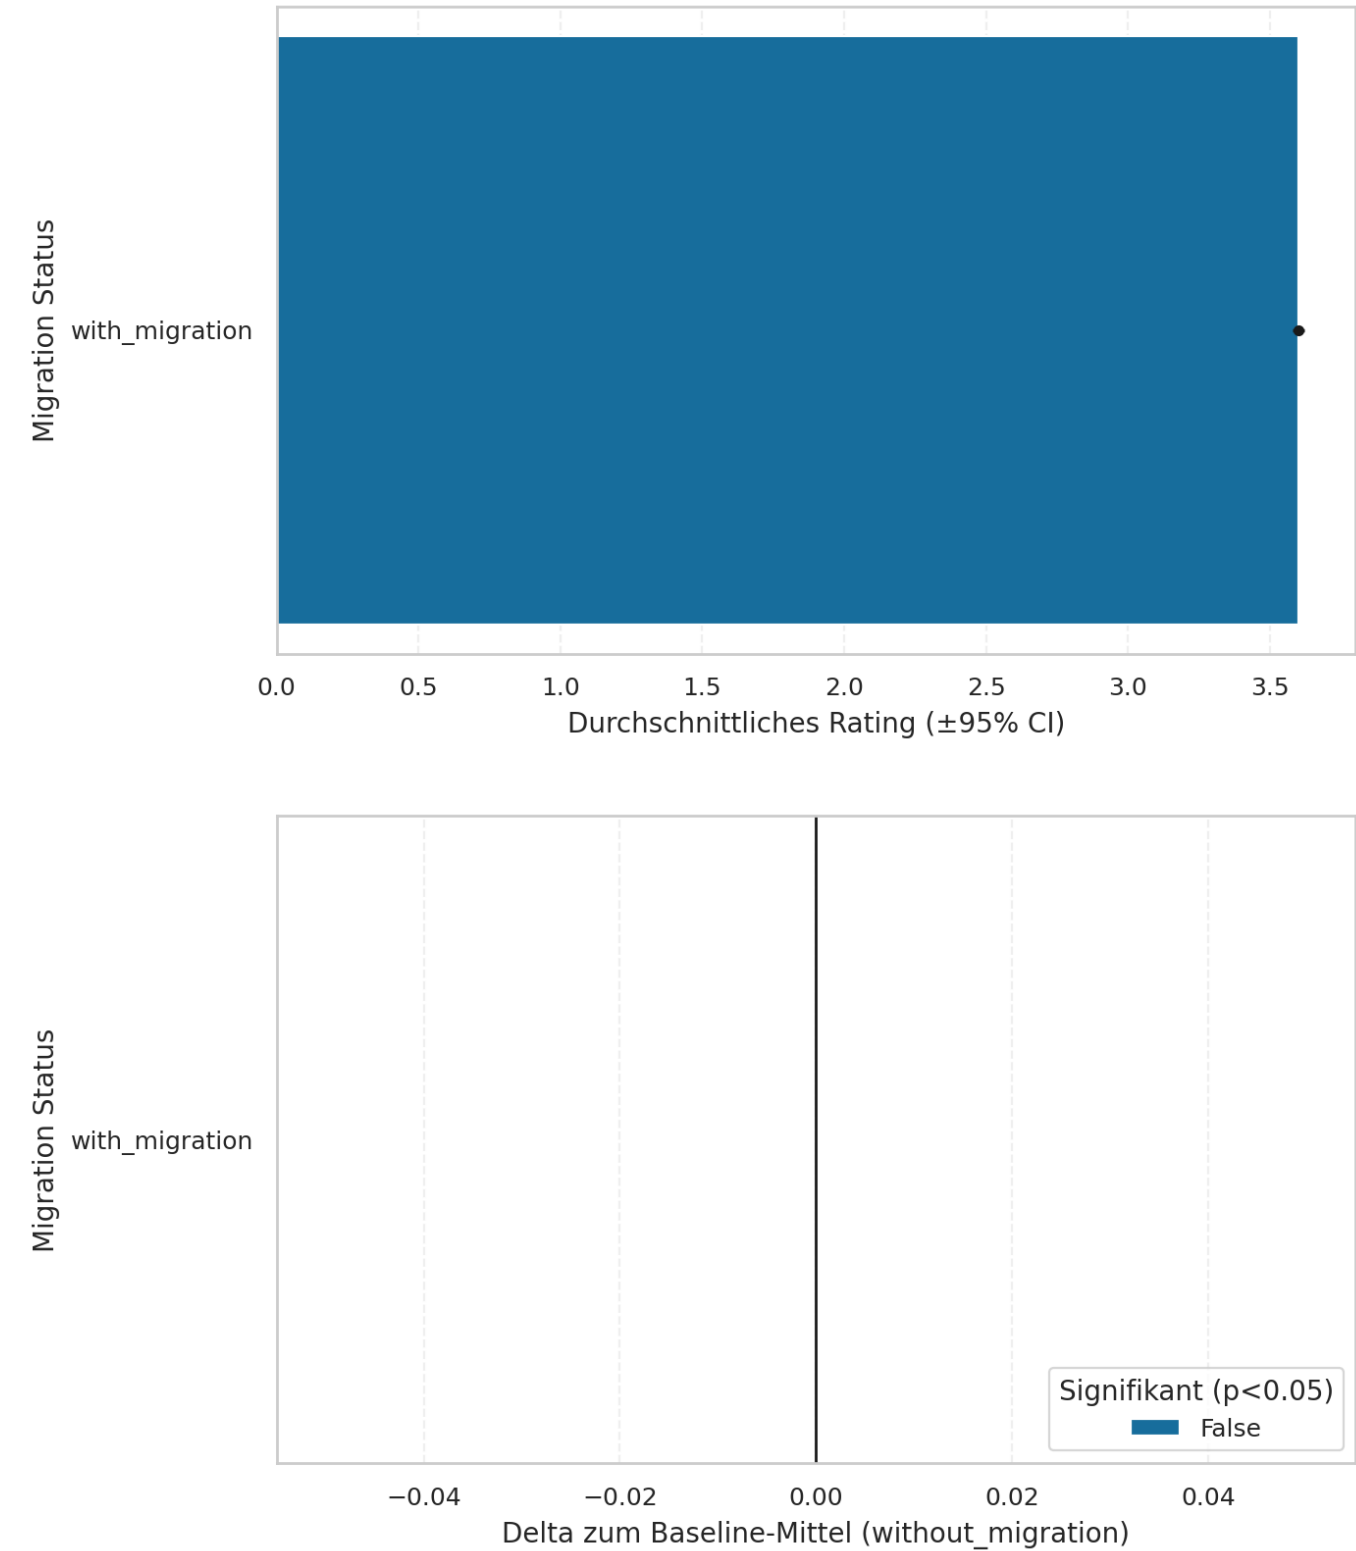 Migration Status
with_migration
0.0 0.5 1.0 1.5 2.0 2.5 3.0 3.5
Durchschnittliches Rating (±95% CI)
Migration Status
with_migration
Signifikant (p<0.05)
False
−0.04 −0.02 0.00 0.02 0.04
Delta zum Baseline-Mittel (without_migration)